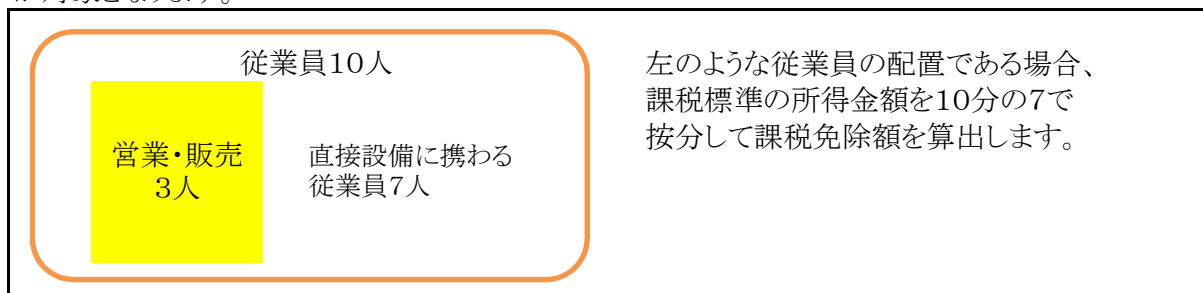 従業員10人
営業・販売
3人
直接設備に携わる
従業員7人
左のような従業員の配置である場合、
課税標準の所得金額を10分の7で
按分して課税免除額を算出します。